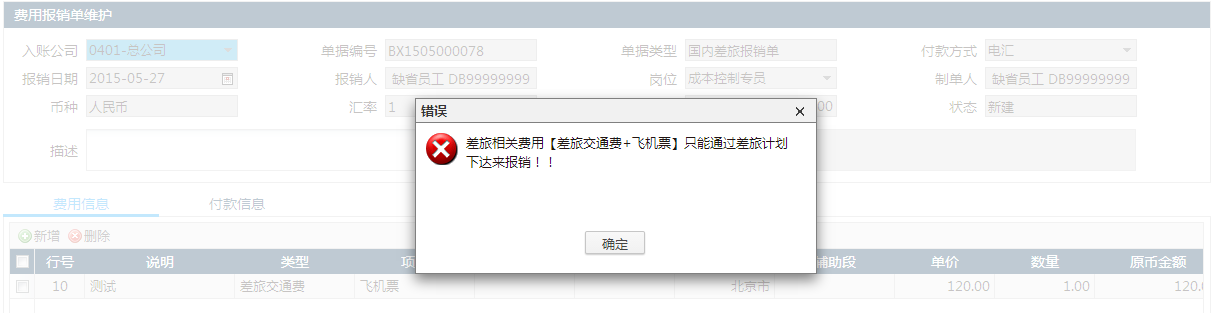 费用报销单维护
入账公司 0401-总公司 单据编号 BX1505000078 单据类型 国内差旅报销单 付款方式 电汇
报销日期 2015-05-27 报销人 缺省员工 DB99999999 岗位 成本控制专员 制单人 缺省员工 DB99999999
币种 人民币 汇率 1 .00 状态 新建
错误
描述
差旅相关费用【差旅交通费+飞机票】只能通过差旅计划
下达来报销！！
费用信息 付款信息
确定
新增 删除
行号 说明 类型 项 辅助段 单价 数量 原币金额
10 测试 差旅交通费 飞机票 北京市 120.00 1.00 120.0